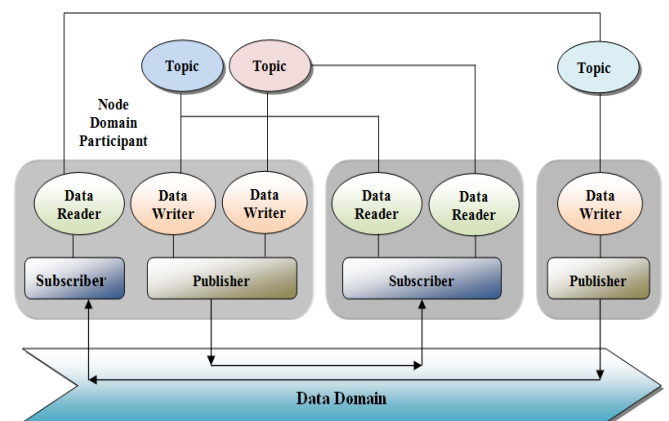 Topic
Topic
Topic
Node
Domain
Participant
Data
Reader
Data
Writer
Data
Writer
Data
Reader
Data
Reader
Data
Writer
Subscriber
Publisher
Subscriber
Publisher
Data Domain